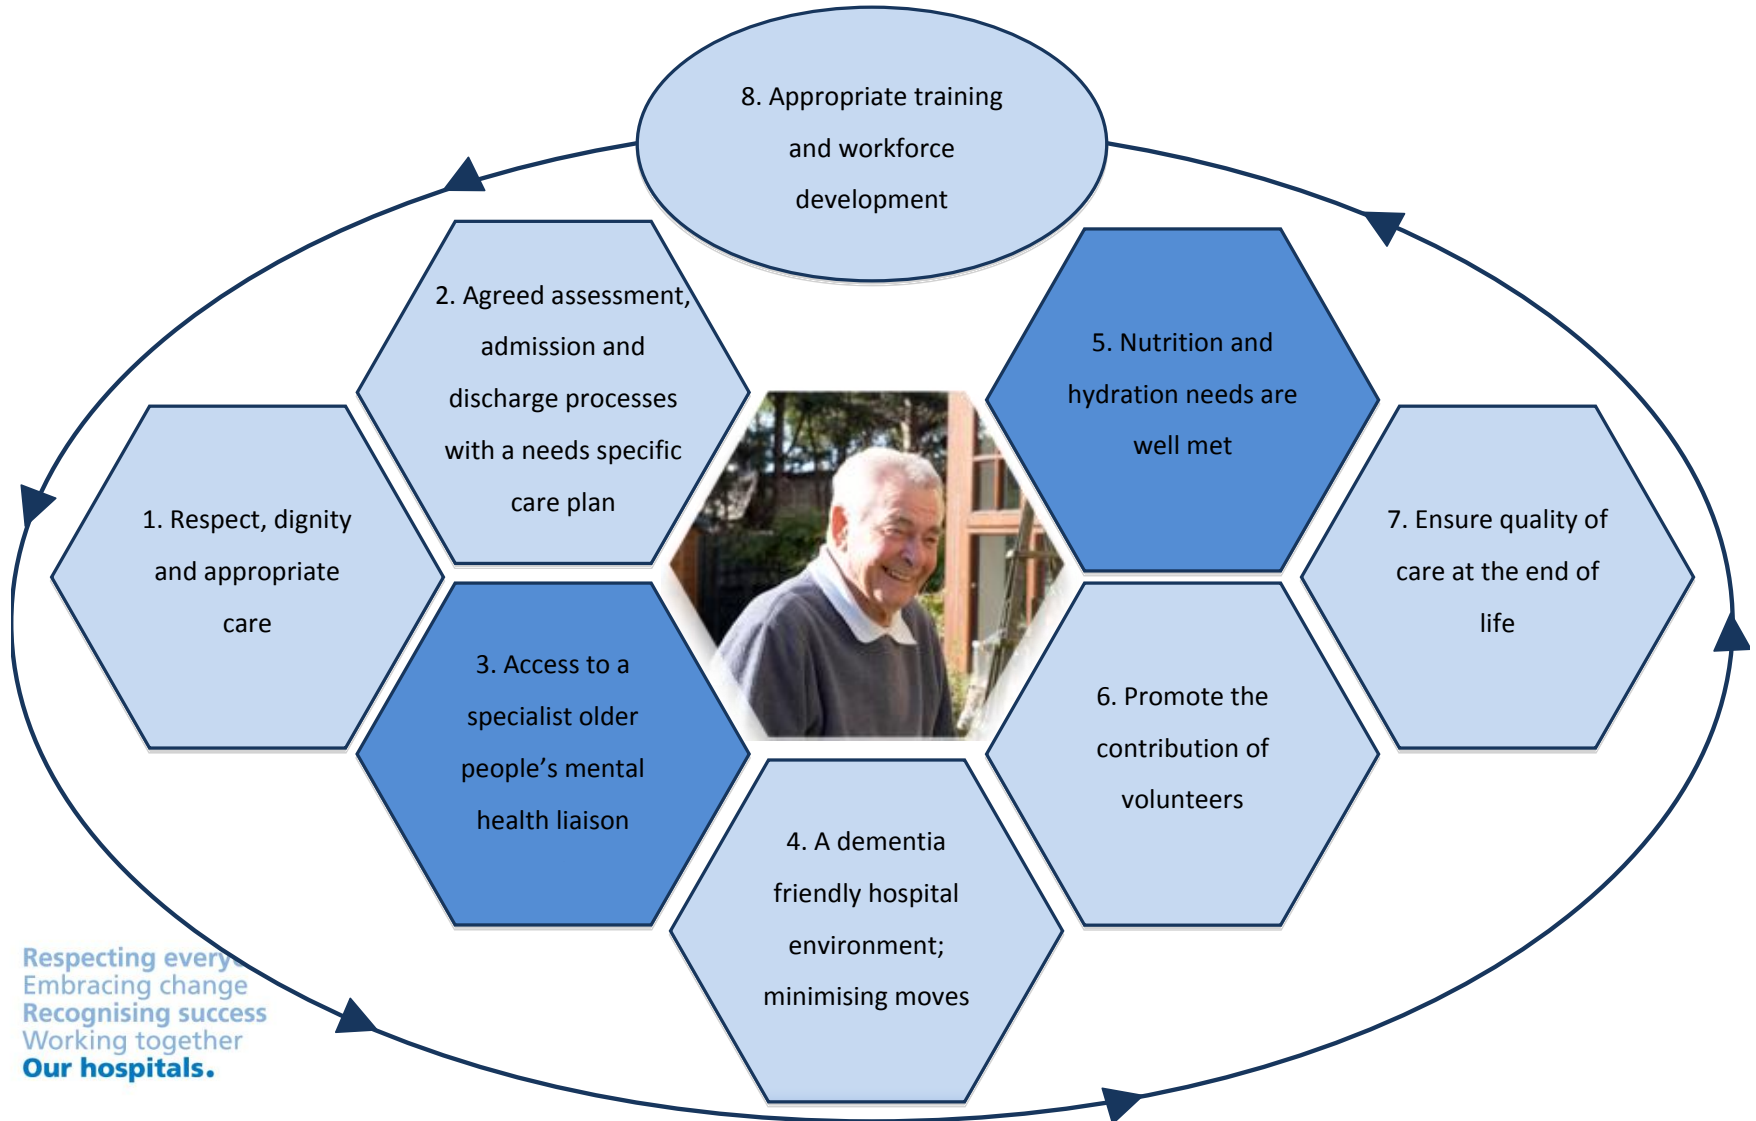 8. Appropriate training
and workforce
development
2. Agreed assessment,
admission and
discharge processes
with a needs specific
care plan
5. Nutrition and
hydration needs are
well met
1. Respect, dignity
and appropriate
care
7. Ensure quality of
care at the end of
life
3. Access to a
specialist older
people’s mental
health liaison
6. Promote the
contribution of
volunteers
4. A dementia
friendly hospital
environment;
minimising moves
Respecting
Embracing change
Recognising success
Working together
Our hospitals.